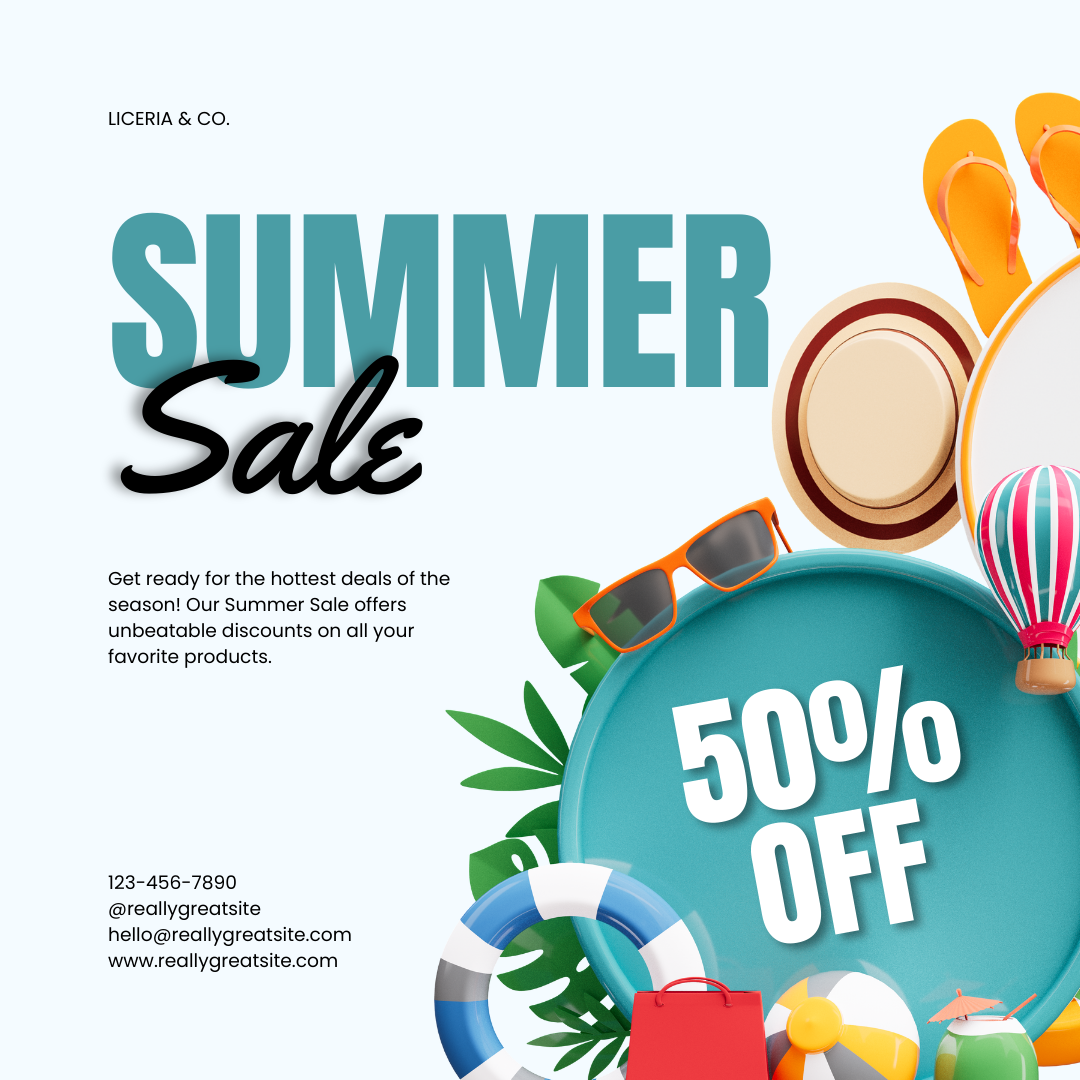 LICERIA & CO.
SUMMER
Sale
Get ready for the hottest deals of the
season! Our Summer Sale offers
unbeatable discounts on all your
favorite products.
50%
OFF
123-456-7890
@reallygreatsite
hello@reallygreatsite.com
www.reallygreatsite.com